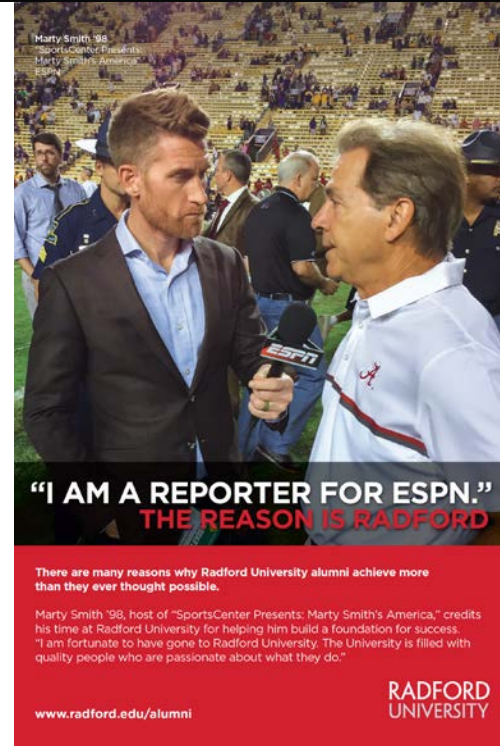 Marty Smith '98
"SportsCenter Presents:
Marty Smith's America"
ESPN
ESPN
A
"I AM A REPORTER FOR ESPN."
THE REASON IS RADFORD
There are many reasons why Radford University alumni achieve more
than they ever thought possible.
Marty Smith '98, host of "SportsCenter Presents: Marty Smith's America," credits
his time at Radford University for helping him build a foundation for success.
"I am fortunate to have gone to Radford University. The University is filled with
quality people who are passionate about what they do."
www.radford.edu/alumni
RADFORD
UNIVERSITY